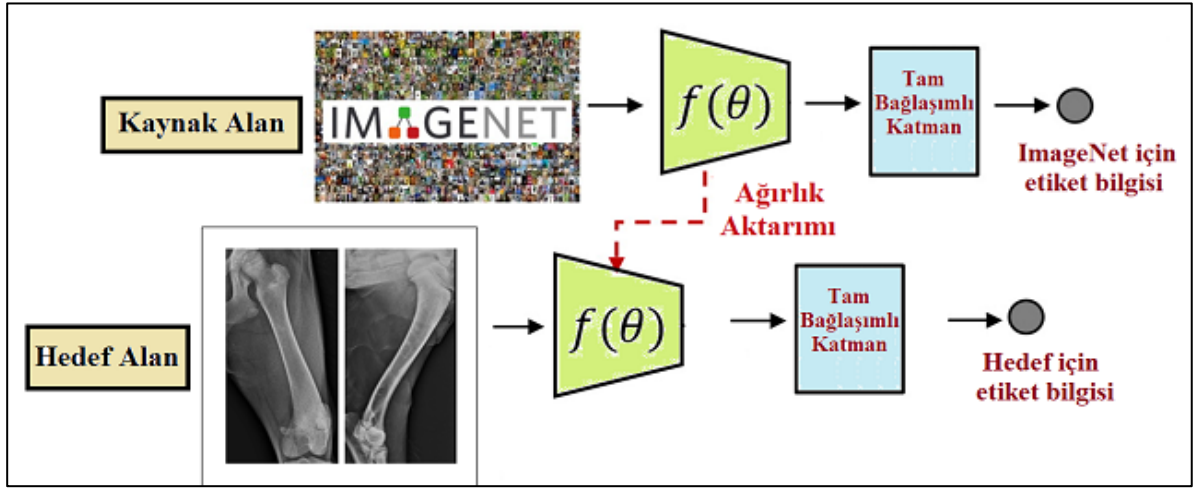 Kaynak Alan
IMAGENET
f(θ)
Tam
Bağlaşımlı
Katman
ImageNet için
etiket bilgisi
Ağırlık
Aktarımı
Hedef Alan
f(θ)
Tam
Bağlaşımlı
Katman
Hedef için
etiket bilgisi